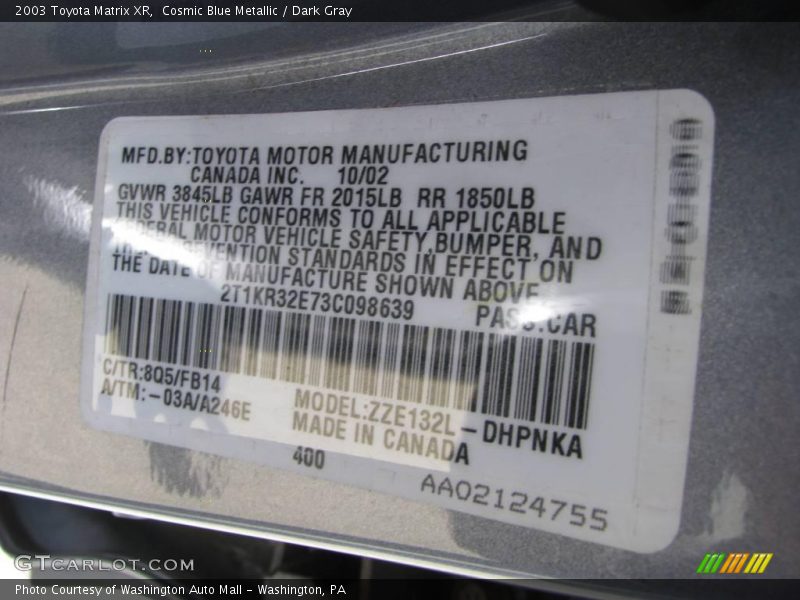 2003 Toyota Matrix XR, Cosmic Blue Metallic / Dark Gray
MFD.BY:TOYOTA MOTOR MANUFACTURING
CANADA INC. 10/02
GVWR 3845LB GAWR FR 2015LB RR 1850LB
THIS VEHICLE CONFORMS TO ALL APPLICABLE
FEDERAL MOTOR VEHICLE SAFETY,BUMPER, AND
STANDARDS IN EFFECT ON
THE DATE OF MANUFACTURE SHOWN ABOVE
2T1KR32E73C098639
PASS.CAR
C/TR:8Q5/FB14
A/TM:-03A/A246E
MODEL:ZZE132L-DHPNKA
MADE IN CANADA
400
AA02124755
GTCARLOT.COM
Photo Courtesy of Washington Auto Mall - Washington, PA